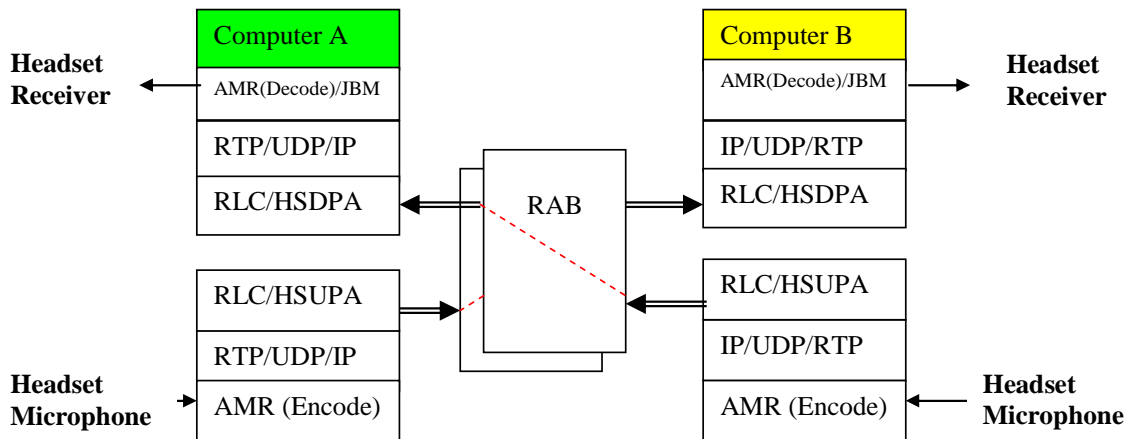 Computer A
Computer B
Headset
Receiver
AMR(Decode)/JBM
AMR(Decode)/JBM
Headset
Receiver
RTP/UDP/IP
IP/UDP/RTP
RLC/HSDPA
RAB
RLC/HSDPA
RLC/HSUPA
RLC/HSUPA
RTP/UDP/IP
IP/UDP/RTP
Headset
Microphone
AMR (Encode)
AMR (Encode)
Headset
Microphone